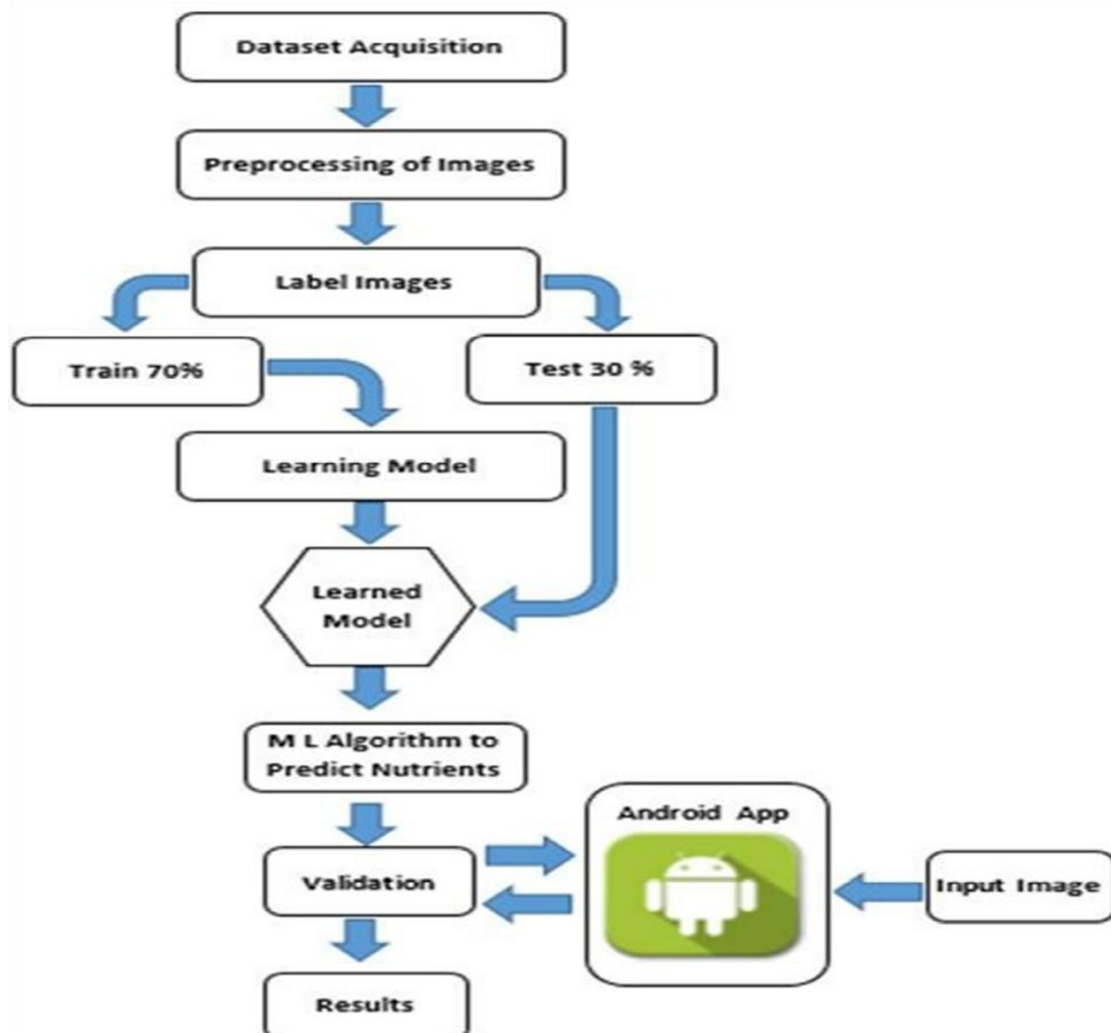 Dataset Acquisition
Preprocessing of Images
Label Images
Train 70%
Test 30 %
Learning Model
Learned
Model
M L Algorithm to
Predict Nutrients
Android App
Validation
Input Image
Results